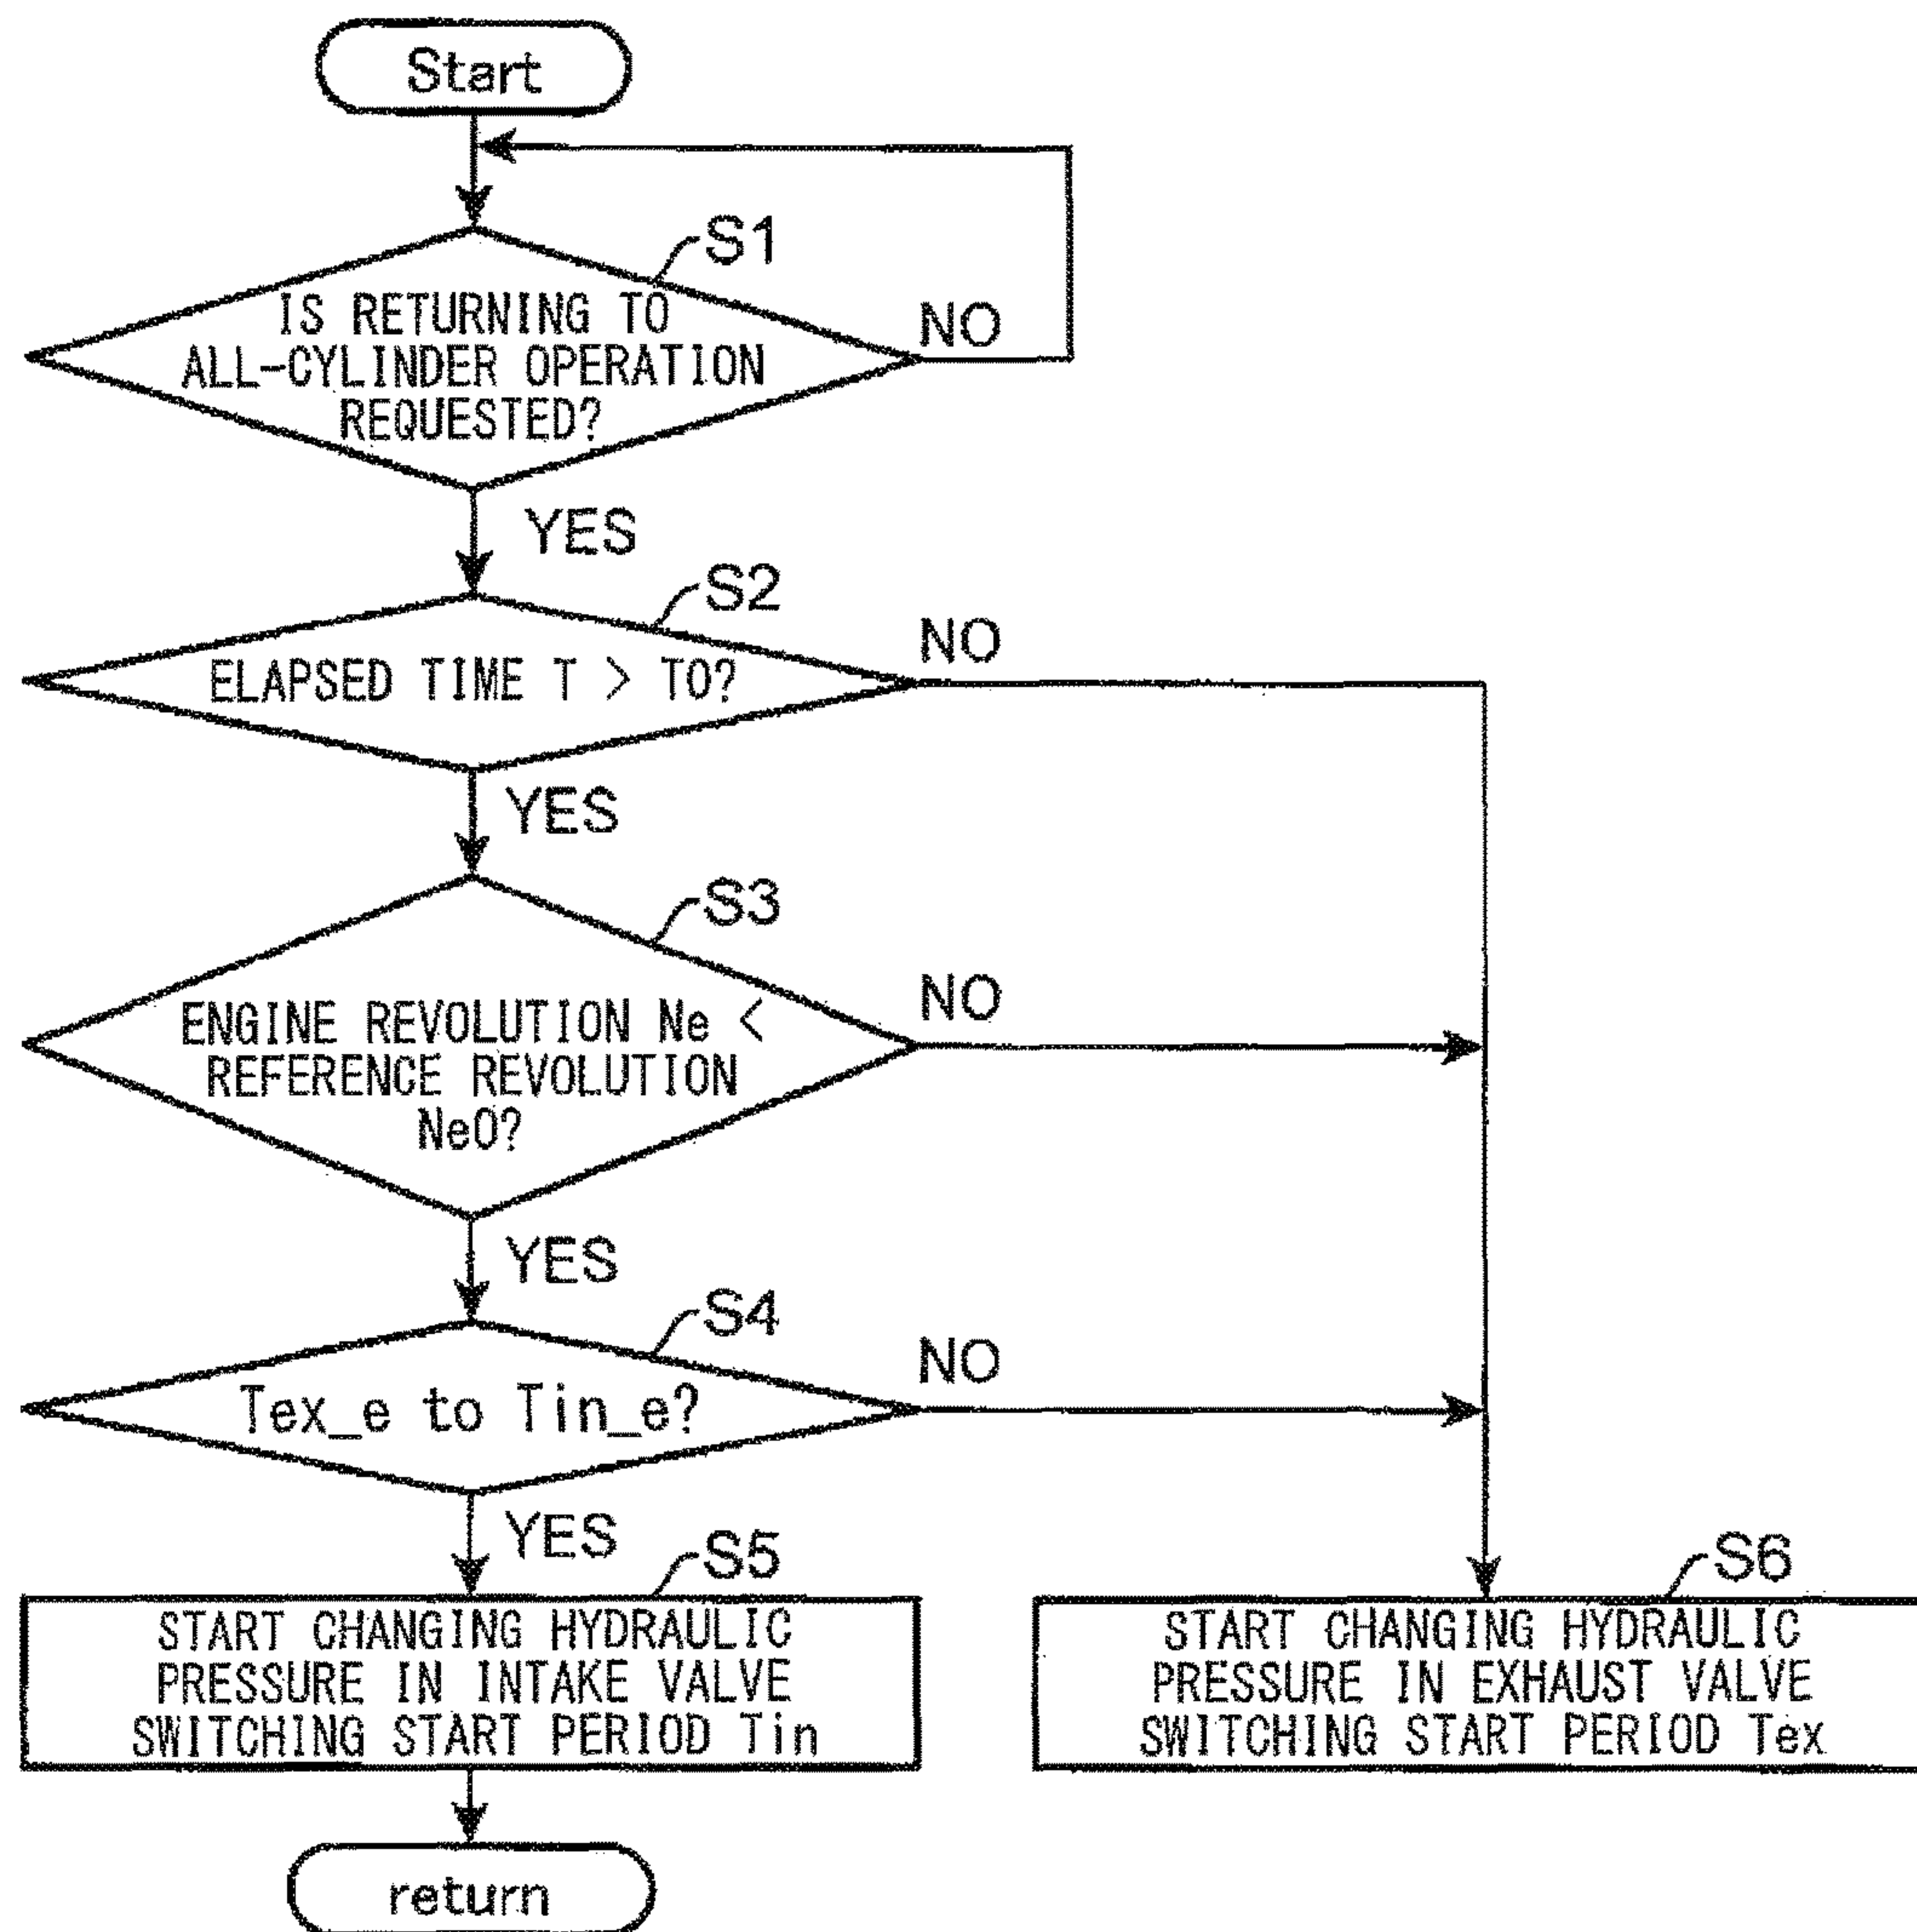 Start
S1
IS RETURNING TO
ALL-CYLINDER OPERATION
REQUESTED?
NO
YES
S2
ELAPSED TIME T > T0?
NO
YES
S3
ENGINE REVOLUTION Ne <
REFERENCE REVOLUTION
Ne0?
NO
YES
S4
Tex_e to Tin_e?
NO
YES
S5
START CHANGING HYDRAULIC
PRESSURE IN INTAKE VALVE
SWITCHING START PERIOD Tin
S6
START CHANGING HYDRAULIC
PRESSURE IN EXHAUST VALVE
SWITCHING START PERIOD Tex
return